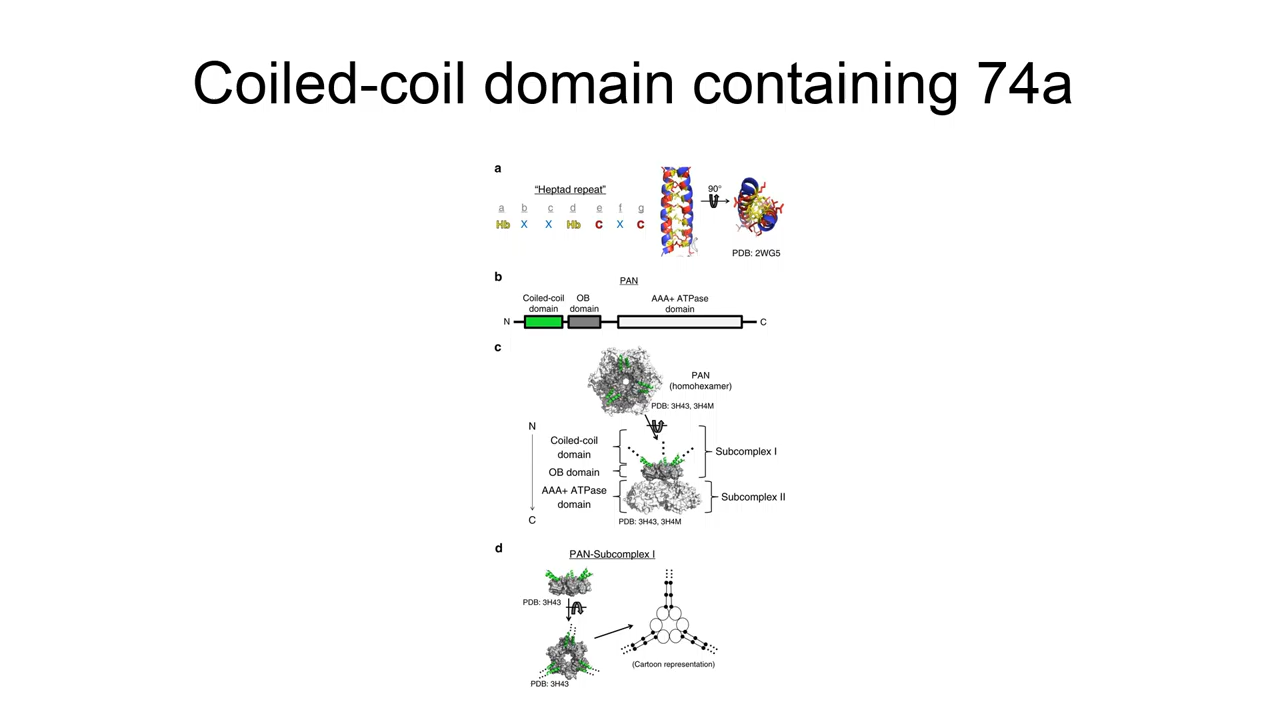 Coiled-coil domain containing 74a
a
"Heptad repeat"
a b c d e f g
Hb X X Hb C X C
90°
PDB: 2WG5
b
PAN
Coiled-coil domain
OB domain
AAA+ ATPase domain
N
C
c
PAN
(homohexamer)
PDB: 3H43, 3H4M
N
Coiled-coil
domain
Subcomplex I
OB domain
AAA+ ATPase
domain
Subcomplex II
C
PDB: 3H43, 3H4M
d
PAN-Subcomplex I
PDB: 3H43
(Cartoon representation)
PDB: 3H43